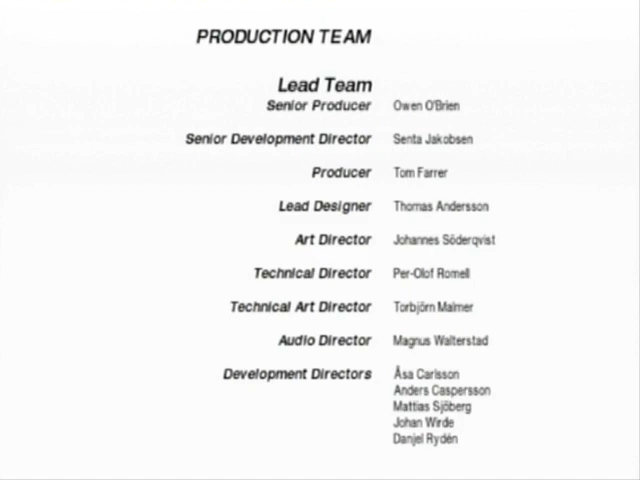 PRODUCTION TEAM
Lead Team
Senior Producer Owen O'Brien
Senior Development Director Senta Jakobsen
Producer Tom Farrer
Lead Designer Thomas Andersson
Art Director Johannes Söderqvist
Technical Director Per-Olof Romell
Technical Art Director Torbjörn Malmer
Audio Director Magnus Walterstad
Development Directors Åsa Carlsson
Anders Caspersson
Mattias Sjöberg
Johan Wirde
Danjel Rydén